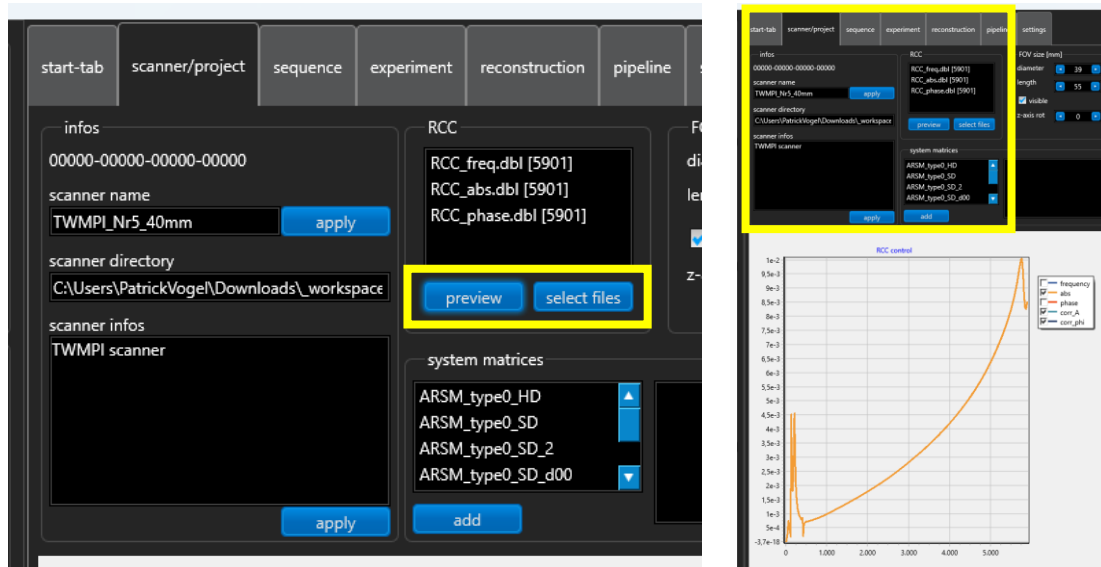 start-tab scanner/project sequence experiment reconstruction pipeline
infos
00000-00000-00000-00000
scanner name
TWMPI_Nr5_40mm apply
scanner directory
C:\Users\PatrickVogel\Downloads\_workspace
scanner infos
TWMPI scanner
apply
RCC
RCC_freq.dbl [5901]
RCC_abs.dbl [5901]
RCC_phase.dbl [5901]
preview select files
system matrices
ARSM_type0_HD
ARSM_type0_SD
ARSM_type0_SD_2
ARSM_type0_SD_d00
add
start-tab scanner/project sequence experiment reconstruction pipeline settings
infos
00000-00000-00000-00000
scanner name
TWMPI_Nr5_40mm apply
scanner directory
C:\Users\PatrickVogel\Downloads\_workspace
scanner infos
TWMPI scanner
apply
RCC
RCC_freq.dbl [5901]
RCC_abs.dbl [5901]
RCC_phase.dbl [5901]
preview select files
system matrices
ARSM_type0_HD
ARSM_type0_SD
ARSM_type0_SD_2
ARSM_type0_SD_d00
add
FOV size [mm]
diameter 39
length 55
visible
z-axis rot 0
RCC control
1e-2
9,5e-3
9e-3
8,5e-3
8e-3
7,5e-3
7e-3
6,5e-3
6e-3
5,5e-3
5e-3
4,5e-3
4e-3
3,5e-3
3e-3
2,5e-3
2e-3
1,5e-3
1e-3
5e-4
-3,7e-18
0 1.000 2.000 3.000 4.000 5.000
frequency
abs
phase
corr_A
corr_phi